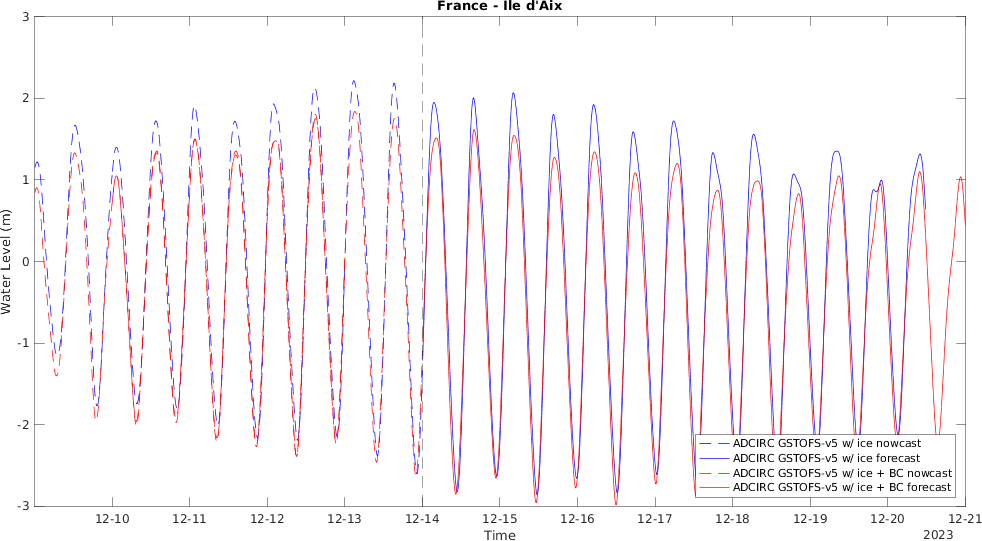 France - Ile d'Aix
3
2
1
0
-1
-2
-3
Water Level (m)
ADCIRC GSTOFS-v5 w/ ice nowcast
ADCIRC GSTOFS-v5 w/ ice forecast
ADCIRC GSTOFS-v5 w/ ice + BC nowcast
ADCIRC GSTOFS-v5 w/ ice + BC forecast
12-10 12-11 12-12 12-13 12-14 12-15 12-16 12-17 12-18 12-19 12-20 12-21
Time
2023